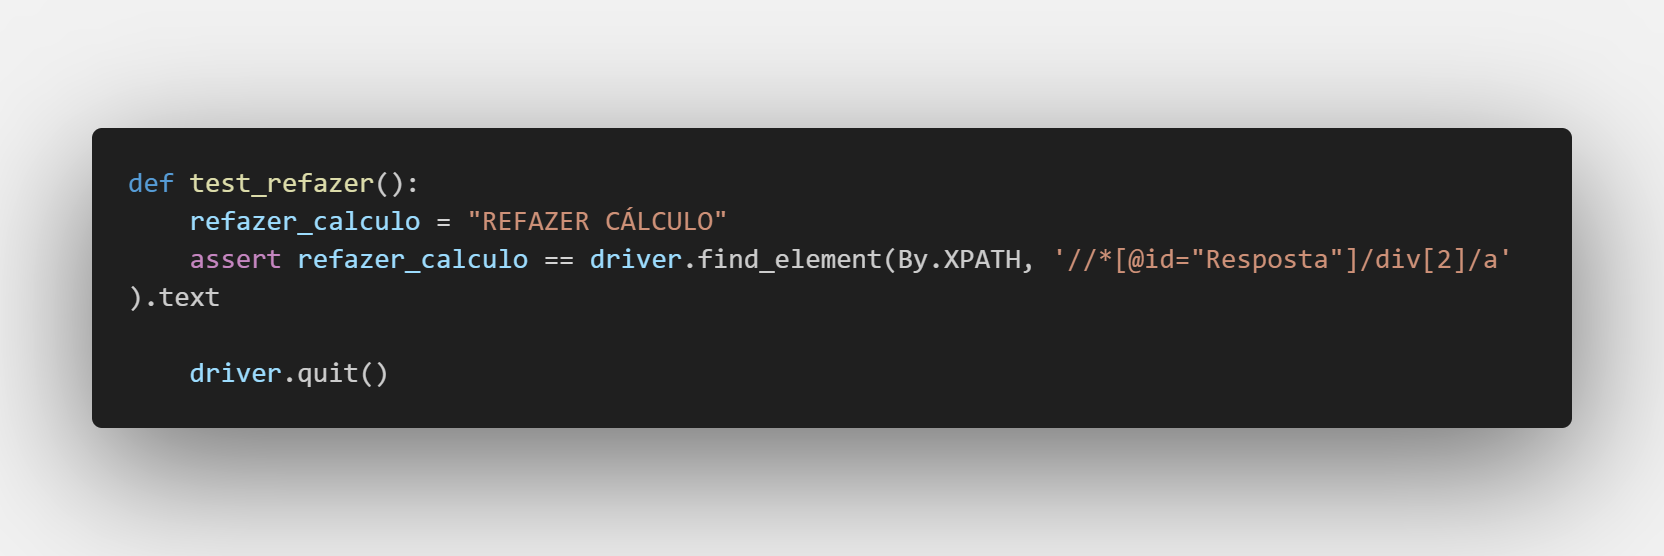 def test_refazer():
    refazer_calculo = "REFAZER CÁLCULO"
    assert refazer_calculo == driver.find_element(By.XPATH, '//*[@id="Resposta"]/div[2]/a'
).text

    driver.quit()